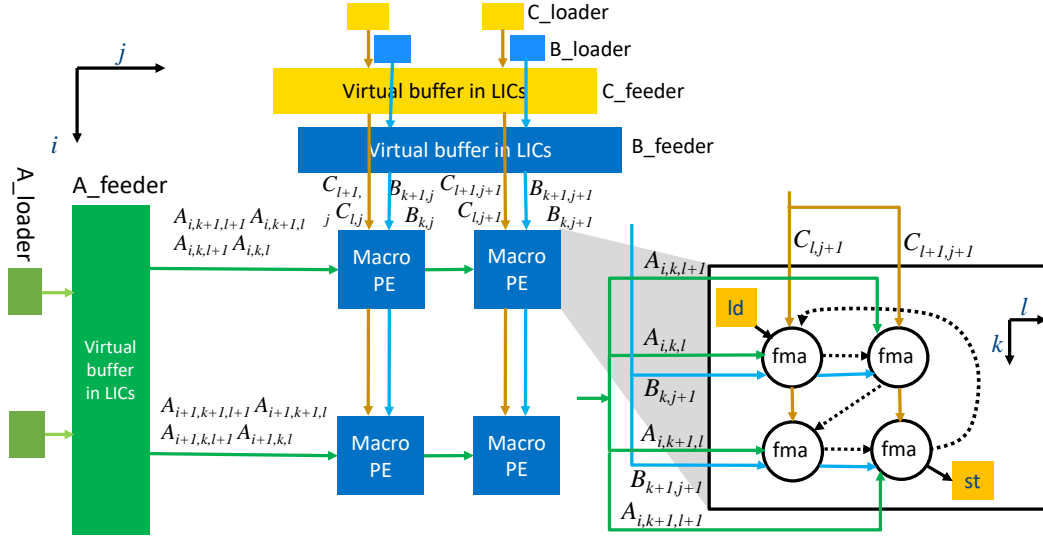 C_loader
j
B_loader
Virtual buffer in LICs
C_feeder
i
Virtual buffer in LICs
B_feeder
A_loader
A_feeder
C_{l+1,
j C_{l,j}
B_{k+1,j}
B_{k,j}
C_{l+1,j+1}
C_{l,j+1}
B_{k+1,j+1}
B_{k,j+1}
A_{i,k+1,l+1} A_{i,k+1,l}
A_{i,k,l+1} A_{i,k,l}
Macro
PE
Macro
PE
C_{l,j+1}
C_{l+1,j+1}
A_{i,k,l+1}
ld
l
k
A_{i,k,l}
fma
fma
B_{k,j+1}
Virtual
buffer
in LICs
A_{i+1,k+1,l+1} A_{i+1,k+1,l}
A_{i+1,k,l+1} A_{i+1,k,l}
Macro
PE
Macro
PE
A_{i,k+1,l}
fma
fma
B_{k+1,j+1}
st
A_{i,k+1,l+1}